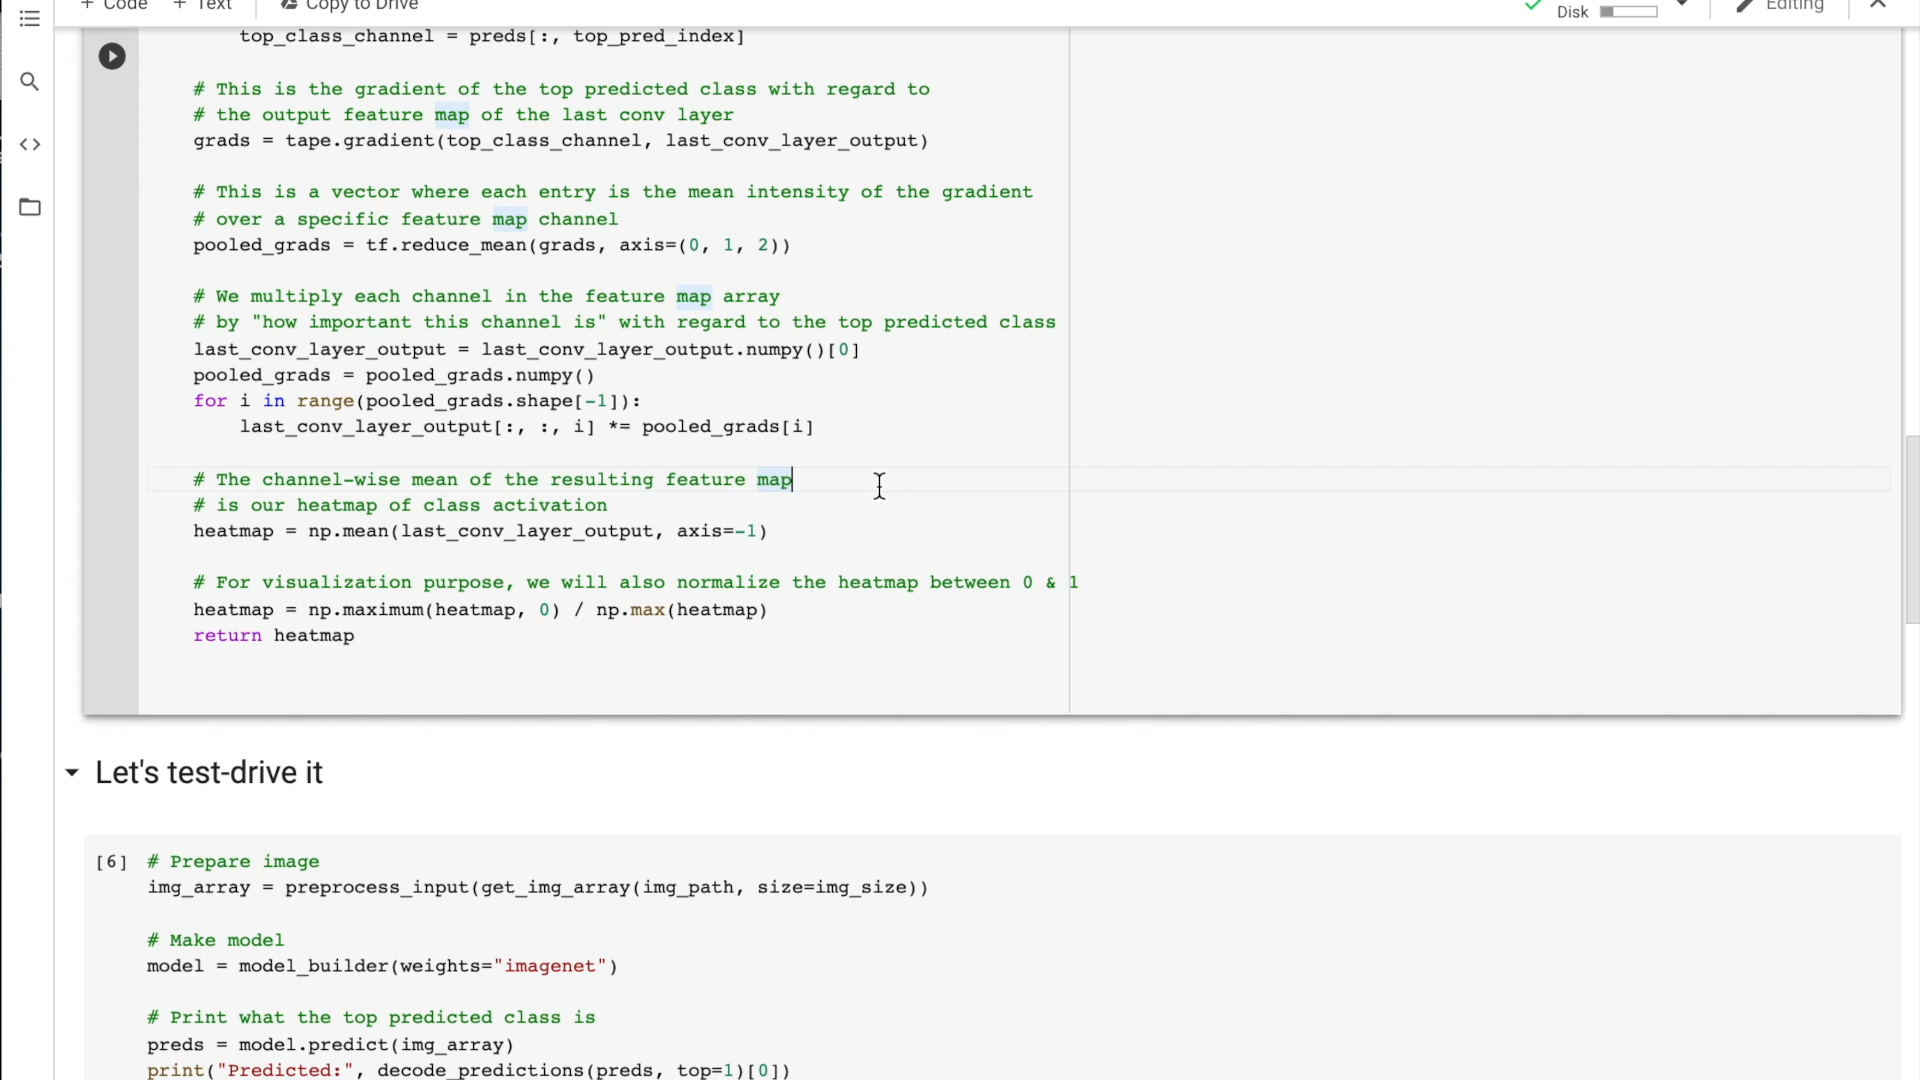 + Code + Text Copy to Drive Disk Editing
top_class_channel = preds[:, top_pred_index]
# This is the gradient of the top predicted class with regard to
# the output feature map of the last conv layer
grads = tape.gradient(top_class_channel, last_conv_layer_output)
# This is a vector where each entry is the mean intensity of the gradient
# over a specific feature map channel
pooled_grads = tf.reduce_mean(grads, axis=(0, 1, 2))
# We multiply each channel in the feature map array
# by "how important this channel is" with regard to the top predicted class
last_conv_layer_output = last_conv_layer_output.numpy()[0]
pooled_grads = pooled_grads.numpy()
for i in range(pooled_grads.shape[-1]):
last_conv_layer_output[:, :, i] *= pooled_grads[i]
# The channel-wise mean of the resulting feature map
# is our heatmap of class activation
heatmap = np.mean(last_conv_layer_output, axis=-1)
# For visualization purpose, we will also normalize the heatmap between 0 & 1
heatmap = np.maximum(heatmap, 0) / np.max(heatmap)
return heatmap
Let's test-drive it
[6] # Prepare image
img_array = preprocess_input(get_img_array(img_path, size=img_size))
# Make model
model = model_builder(weights="imagenet")
# Print what the top predicted class is
preds = model.predict(img_array)
print("Predicted:", decode_predictions(preds, top=1)[0])